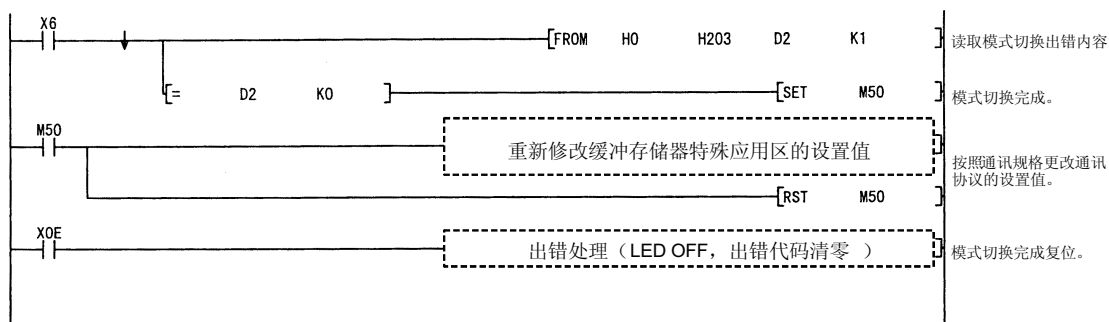 X6
FROM H0 H203 D2 K1 读取模式切换出错内容
= D2 K0 SET M50 模式切换完成。
M50
重新修改缓冲存储器特殊应用区的设置值
按照通讯规格更改通讯
协议的设置值。
RST M50
X0E
出错处理（LED OFF，出错代码清零 ） 模式切换完成复位。